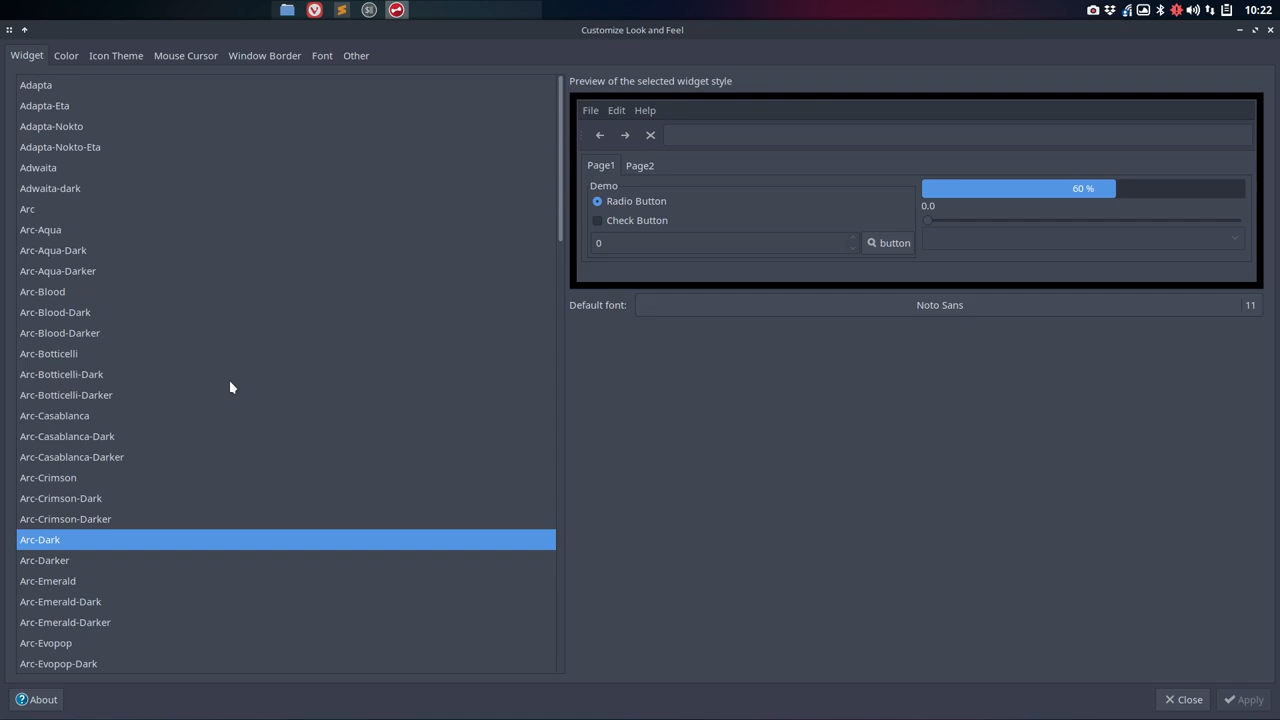 10:22
Customize Look and Feel
Widget Color Icon Theme Mouse Cursor Window Border Font Other
Adapta
Adapta-Eta
Adapta-Nokto
Adapta-Nokto-Eta
Adwaita
Adwaita-dark
Arc
Arc-Aqua
Arc-Aqua-Dark
Arc-Aqua-Darker
Arc-Blood
Arc-Blood-Dark
Arc-Blood-Darker
Arc-Botticelli
Arc-Botticelli-Dark
Arc-Botticelli-Darker
Arc-Casablanca
Arc-Casablanca-Dark
Arc-Casablanca-Darker
Arc-Crimson
Arc-Crimson-Dark
Arc-Crimson-Darker
Arc-Dark
Arc-Darker
Arc-Emerald
Arc-Emerald-Dark
Arc-Emerald-Darker
Arc-Evopop
Arc-Evopop-Dark
Preview of the selected widget style
File Edit Help
Page1 Page2
Demo
Radio Button
Check Button
0
button
60 %
0.0
Default font:
Noto Sans 11
About
Close
Apply